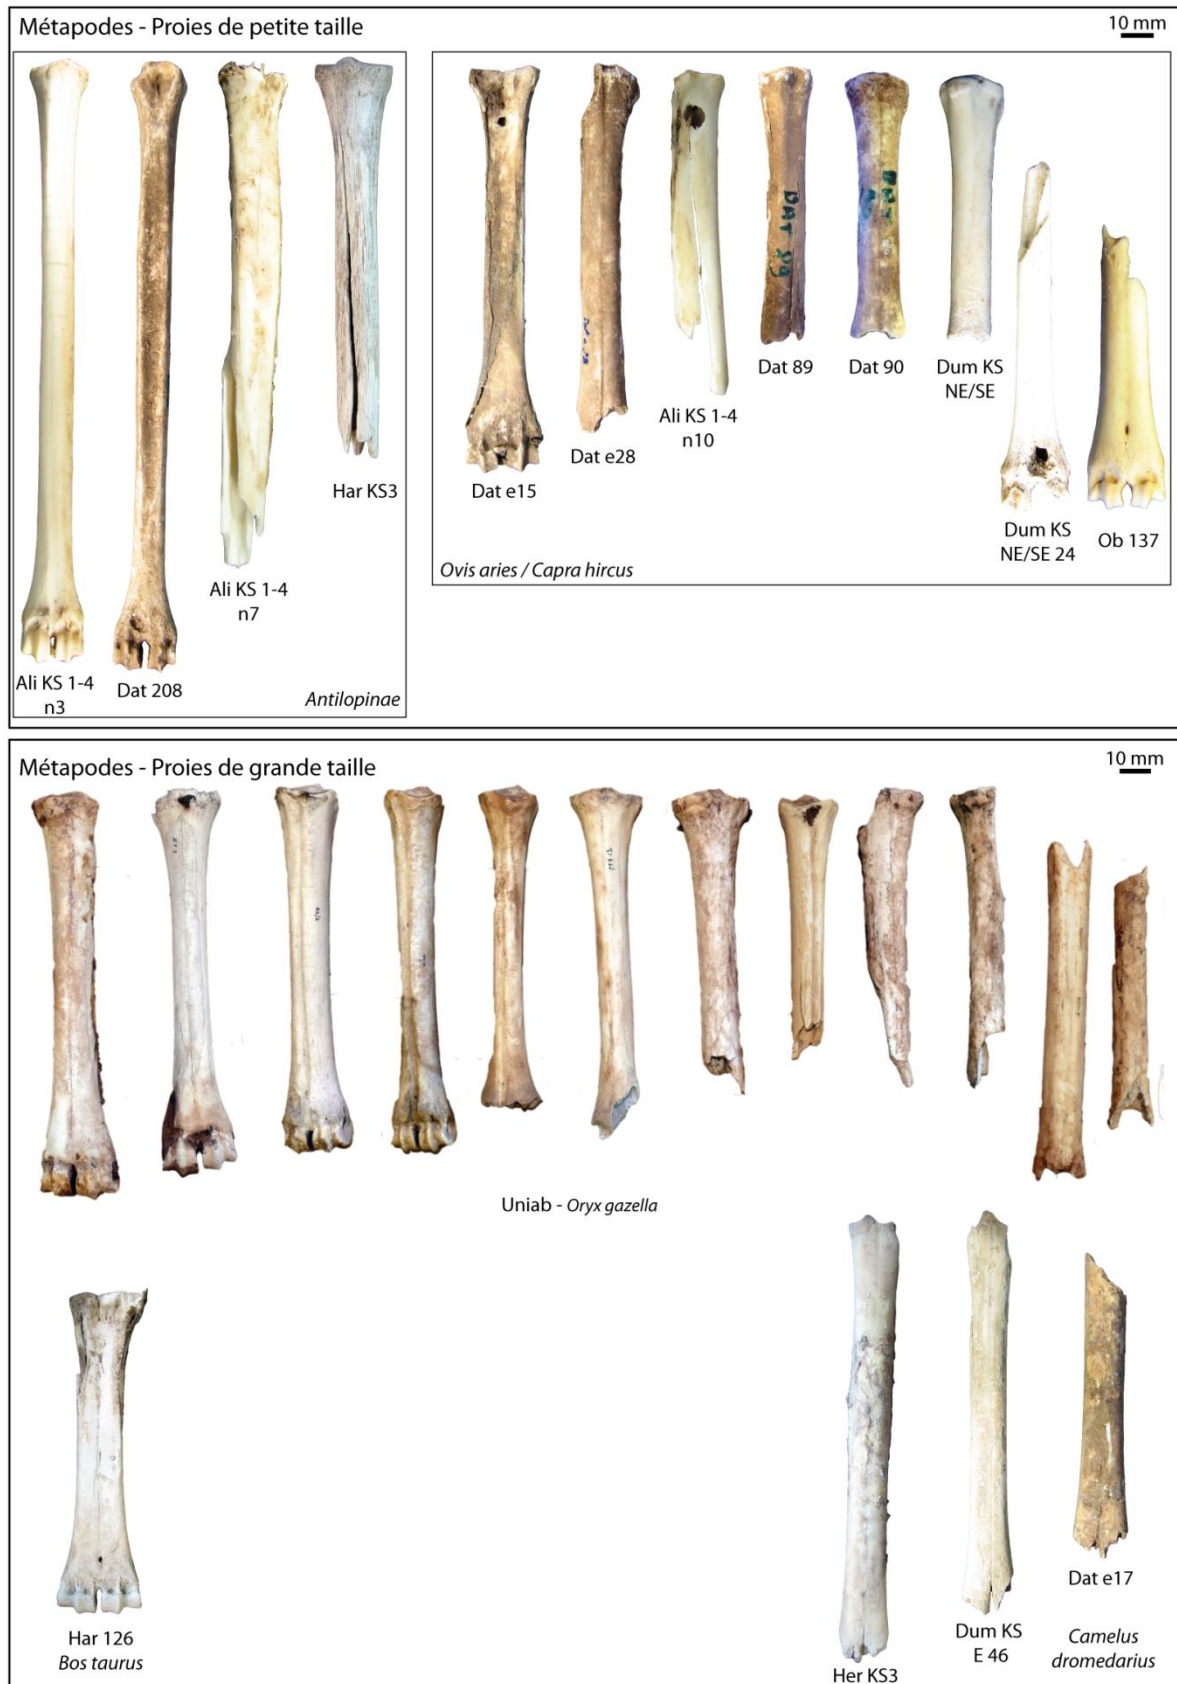 Métapodes - Proies de petite taille
10 mm
DAT 89
DAT
Dat 89
Dat 90
Dum KS
NE/SE
Ali KS 1-4
n10
Dat e28
Har KS3
Dat e15
Dum KS
NE/SE 24
Ob 137
Ovis aries / Capra hircus
Ali KS 1-4
n7
Ali KS 1-4
n3
Dat 208
Antilopinae
Métapodes - Proies de grande taille
10 mm
Uniab - Oryx gazella
Har 126
Bos taurus
Her KS3
Dum KS
E 46
Dat e17
Camelus
dromedarius